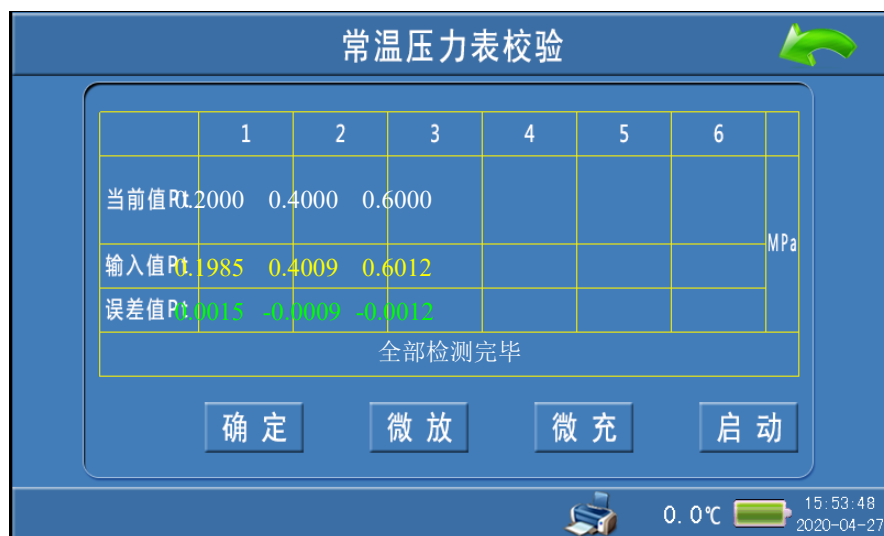 常温压力表校验
1 2 3 4 5 6
当前值Pt 0.2000 0.4000 0.6000
MPa
输入值Pt 0.1985 0.4009 0.6012
误差值Pt 0.0015 -0.0009 -0.0012
全部检测完毕
确定 微放 微充 启动
0.0℃ 15:53:48
2020-04-27